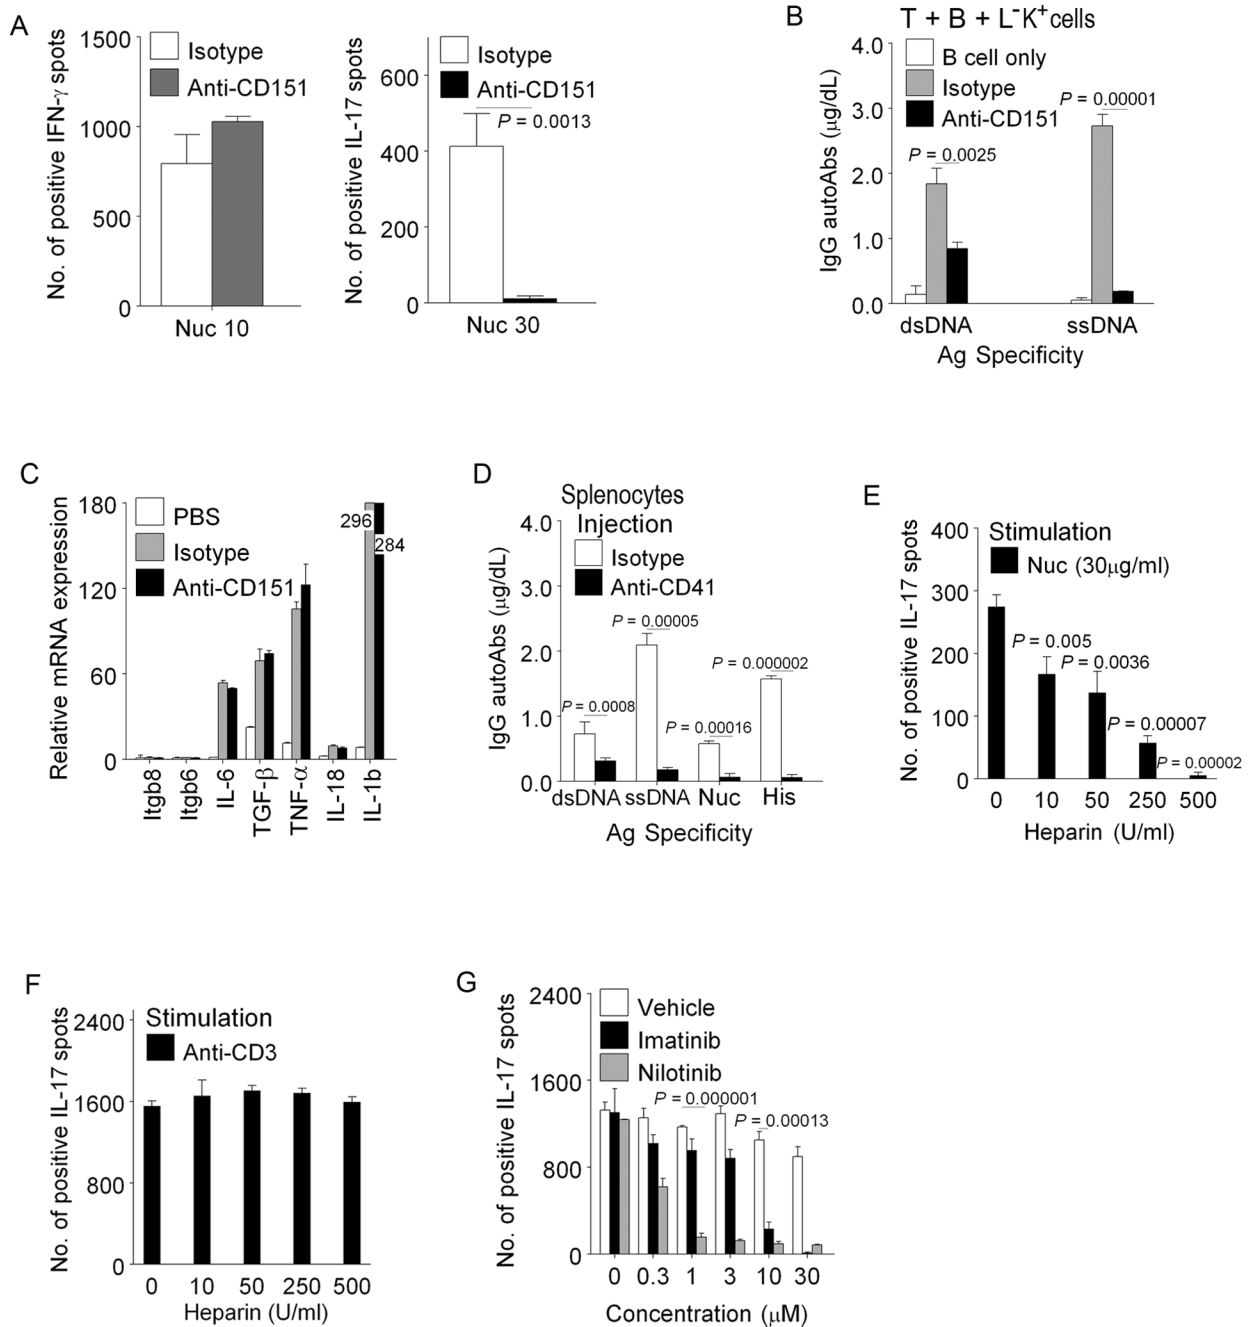 A
No. of positive IFN-γ spots
1500
1000
500
0
Isotype
Anti-CD151
Nuc 10
No. of positive IL-17 spots
600
400
200
0
Isotype
Anti-CD151
P = 0.0013
Nuc 30
B
T + B + L⁻K⁺cells
IgG autoAbs (μg/dL)
4.0
3.0
2.0
1.0
0.0
B cell only
Isotype
Anti-CD151
P = 0.00001
P = 0.0025
dsDNA
ssDNA
Ag Specificity
C
Relative mRNA expression
180
120
60
0
PBS
Isotype
Anti-CD151
296
284
Itgb8
Itgb6
IL-6
TGF-β
TNF-α
IL-18
IL-1b
D
Splenocytes
Injection
IgG autoAbs (μg/dL)
4.0
3.0
2.0
1.0
0.0
Isotype
Anti-CD41
P = 0.00005
P = 0.000002
P = 0.0008
P = 0.00016
dsDNA ssDNA Nuc His
Ag Specificity
E
No. of positive IL-17 spots
400
300
200
100
0
Stimulation
Nuc (30μg/ml)
P = 0.005
P = 0.0036
P = 0.00007
P = 0.00002
0 10 50 250 500
Heparin (U/ml)
F
No. of positive IL-17 spots
2400
1600
800
0
Stimulation
Anti-CD3
0 10 50 250 500
Heparin (U/ml)
G
No. of positive IL-17 spots
2400
1600
800
0
Vehicle
Imatinib
Nilotinib
P = 0.000001
P = 0.00013
0 0.3 1 3 10 30
Concentration (μM)